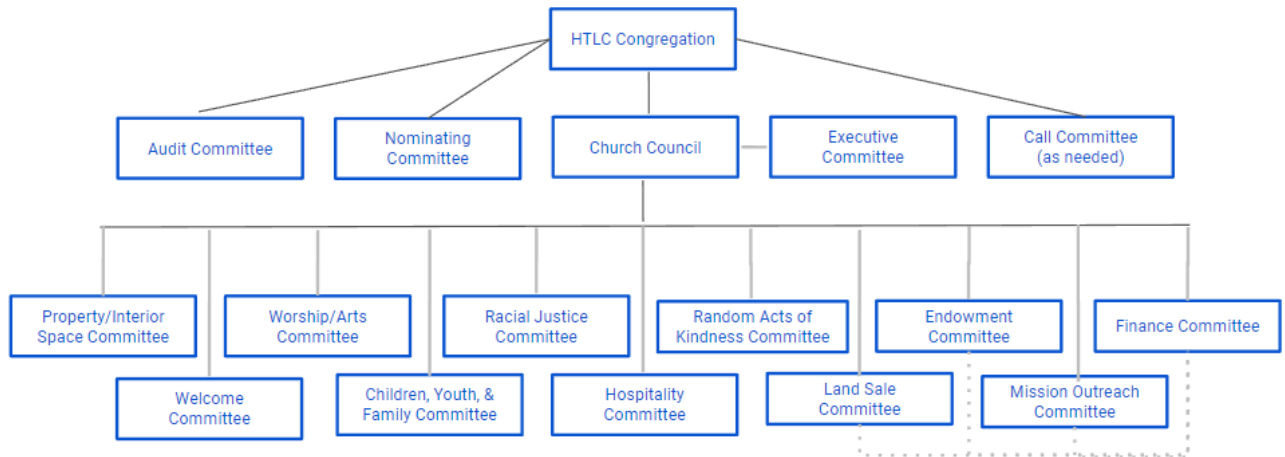 HTLC Congregation
Audit Committee
Nominating
Committee
Church Council
Executive
Committee
Call Committee
(as needed)
Property/Interior
Space Committee
Worship/Arts
Committee
Racial Justice
Committee
Random Acts of
Kindness Committee
Endowment
Committee
Finance Committee
Welcome
Committee
Children, Youth, &
Family Committee
Hospitality
Committee
Land Sale
Committee
Mission Outreach
Committee